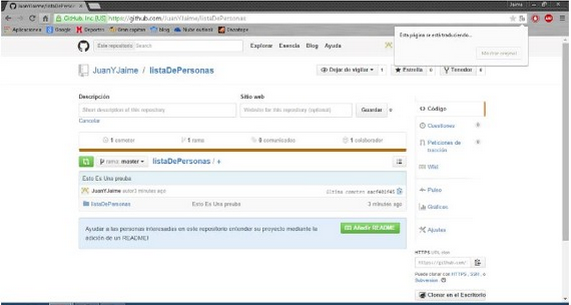 JuanYJaime/listaDePersonas
Jaime
GitHub, Inc. [US] https://github.com/JuanYJaime/listaDePersonas
Aplicaciones Google Deportes blog Nube
Esta página se está traduciendo...
Mostrar original
Este repositorio Search
Explorar Esencia Blog Ayuda
JuanYJaime / listaDePersonas
Dejar de vigilar 1 Estrella 0 Tenedor
Descripción
Short description of this repository
Sitio web
Website for this repository (optional)
Guardar o
Cancelar
1 cometer 1 rama 0 comunicados 1 colaborador
rama: master listaDePersonas / +
Esto Es Una prueba
JuanYJaime autor 3 minutes ago
listaDePersonas Esto Es Una prueba 3 minutes ago
Ayudar a las personas interesadas en este repositorio entender su proyecto mediante la
edición de un README!
Añadir README
Código
Cuestiones 0
Peticiones de
tracción 0
Wiki
Pulso
Gráficos
Ajustes
HTTPS URL clon
https://github.com/
Puede clonar con HTTPS, SSH, o
Subversion.
Clonar en el Escritorio